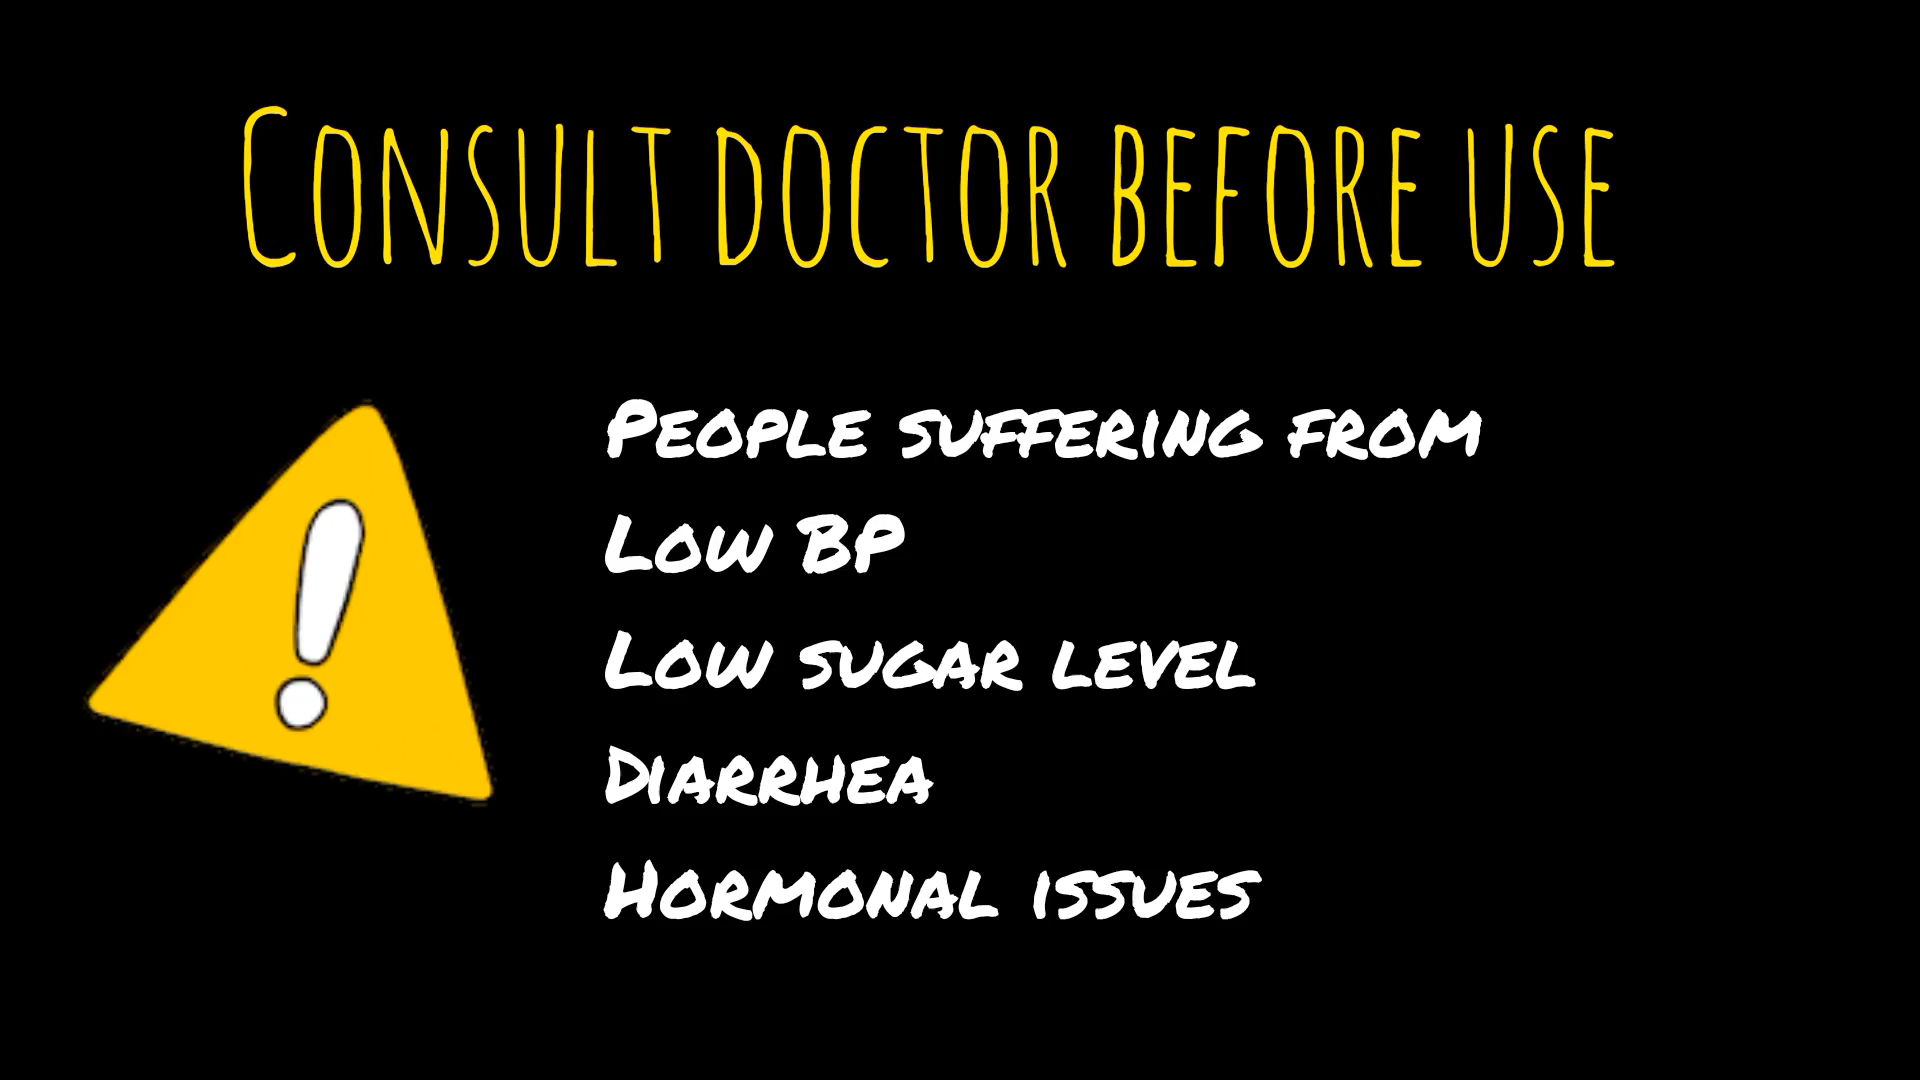 Consult doctor before use
People suffering from
Low BP
Low sugar level
Diarrhea
Hormonal issues